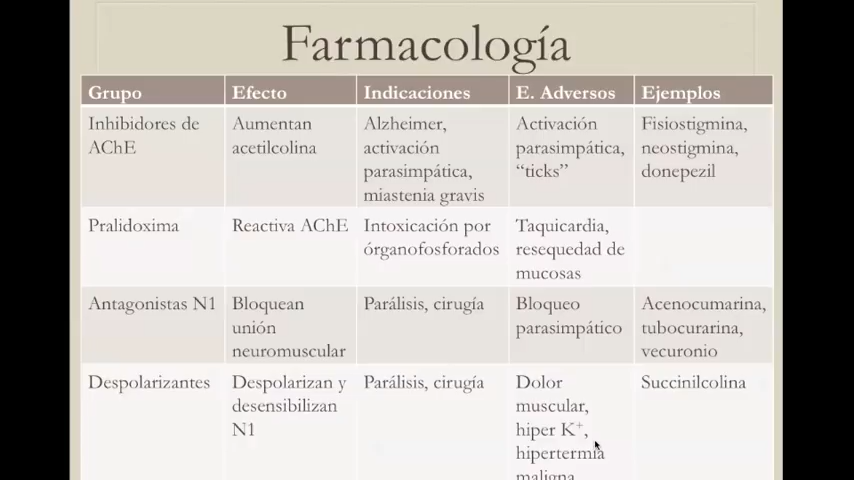 Farmacología
Grupo Efecto Indicaciones E. Adversos Ejemplos
Inhibidores de AChE
Aumentan acetilcolina
Alzheimer, activación parasimpática, miastenia gravis
Activación parasimpática, “ticks”
Fisiostigmina, neostigmina, donepezil
Pralidoxima
Reactiva AChE
Intoxicación por órganofosforados
Taquicardia, resequedad de mucosas
Antagonistas N1
Bloquean unión neuromuscular
Parálisis, cirugía
Bloqueo parasimpático
Acenocumarina, tubocurarina, vecuronio
Despolarizantes
Despolarizan y desensibilizan N1
Parálisis, cirugía
Dolor muscular, hiper K⁺, hipertermia maligna
Succinilcolina